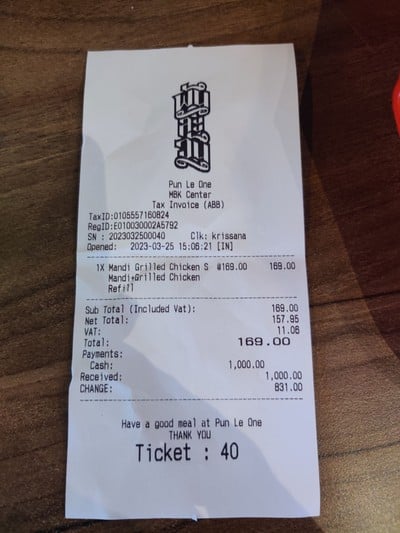 Pun Le One
MBK Center
Tax Invoice (ABB)
TaxID:0105557160824
RegID:E010030002A5792
SN : 2023032500040 Clk: krissana
Opened: 2023-03-25 15:06:21 [IN]
1X Mandi Grilled Chicken S @169.00 169.00
Mandi+Grilled Chicken
Refill
Sub Total (Included Vat): 169.00
Net Total: 157.95
VAT: 11.06
Total: 169.00
Payments:
Cash: 1,000.00
Received: 1,000.00
CHANGE: 831.00
Have a good meal at Pun Le One
THANK YOU
Ticket : 40